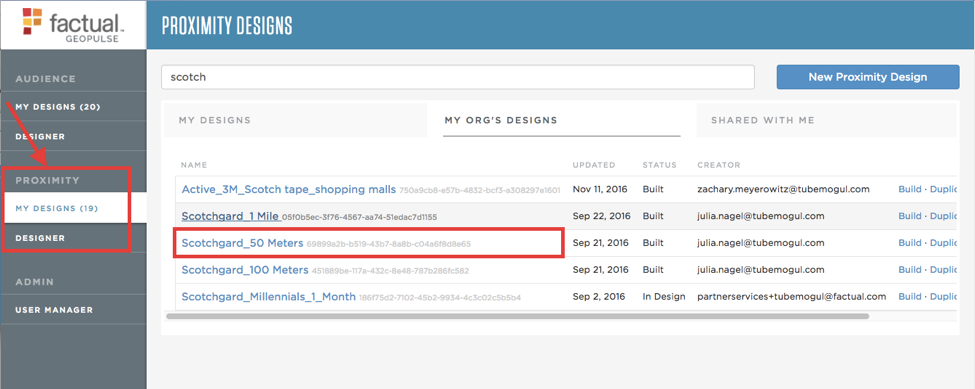 factual™
GEOPULSE
PROXIMITY DESIGNS
AUDIENCE
MY DESIGNS (20)
DESIGNER
PROXIMITY
MY DESIGNS (19)
DESIGNER
ADMIN
USER MANAGER
scotch
New Proximity Design
MY DESIGNS MY ORG'S DESIGNS SHARED WITH ME
NAME UPDATED STATUS CREATOR
Active_3M_Scotch tape_shopping malls 750a9cb8-e57b-4832-bcf3-a308297e1601 Nov 11, 2016 Built zachary.meyerowitz@tubemogul.com Build · Duplic
Scotchgard_1 Mile 05f0b5ec-3f76-4567-aa74-51edac7d1155 Sep 22, 2016 Built julia.nagel@tubemogul.com Build · Duplic
Scotchgard_50 Meters 69899a2b-b519-43b7-8a8b-c04a6f8d8e65 Sep 21, 2016 Built julia.nagel@tubemogul.com Build · Duplic
Scotchgard_100 Meters 451889be-117a-432c-8e48-787b286fc582 Sep 21, 2016 Built julia.nagel@tubemogul.com Build · Duplic
Scotchgard_Millennials_1_Month 186f75d2-7102-45b2-9934-4c3c02c5b5b4 Sep 2, 2016 In Design partnerservices+tubemogul@factual.com Build · Duplic